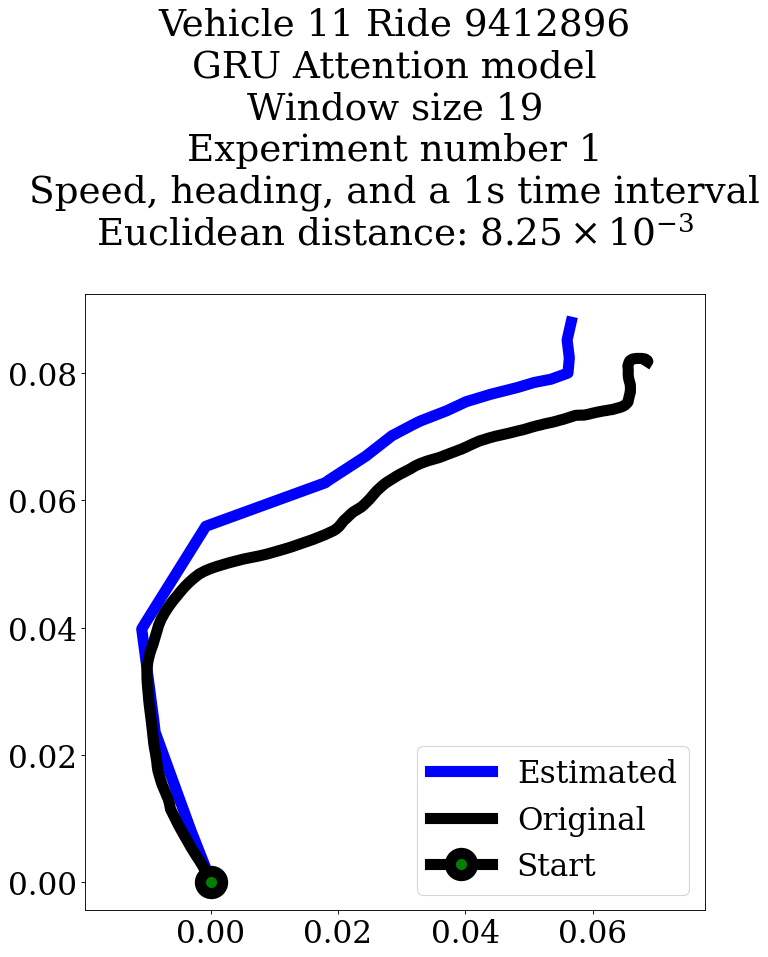 Vehicle 11 Ride 9412896
GRU Attention model
Window size 19
Experiment number 1
Speed, heading, and a 1s time interval
Euclidean distance: 8.25 × 10⁻³
0.08
0.06
0.04
0.02
0.00
Estimated
Original
Start
0.00 0.02 0.04 0.06